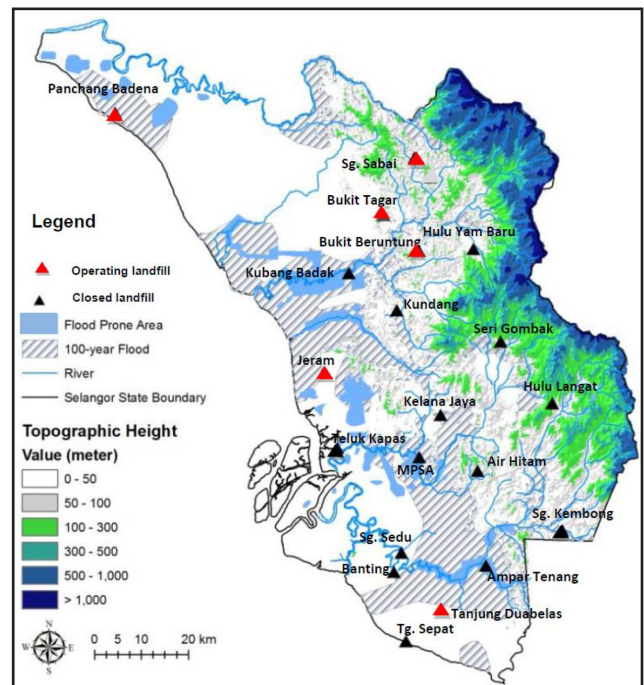 Panchang Badena
Sg. Sabai
Bukit Tagar
Hulu Yam Baru
Bukit Beruntung
Kubang Badak
Kundang
Seri Gombak
Jeram
Hulu Langat
Kelana Jaya
Teluk Kapas
MPSA
Air Hitam
Sg. Kembong
Sg. Sedu
Banting
Ampar Tenang
Tanjung Duabelas
Tg. Sepat
Legend
Operating landfill
Closed landfill
Flood Prone Area
100-year Flood
River
Selangor State Boundary
Topographic Height
Value (meter)
0 - 50
50 - 100
100 - 300
300 - 500
500 - 1,000
> 1,000
N
W E
S
0 5 10 20 km